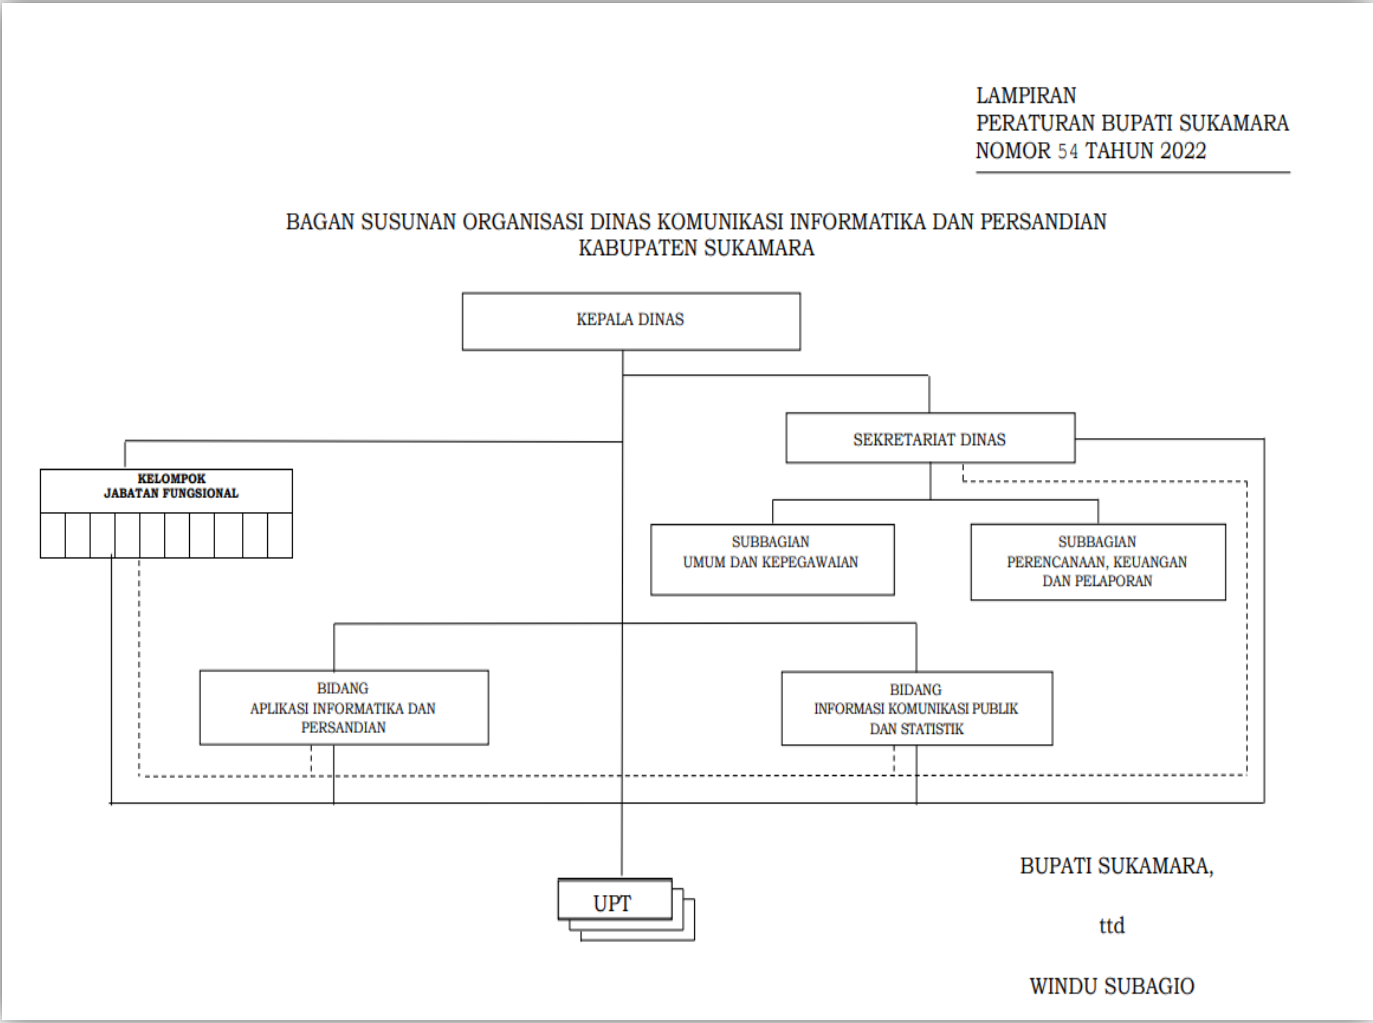 LAMPIRAN
PERATURAN BUPATI SUKAMARA
NOMOR 54 TAHUN 2022
BAGAN SUSUNAN ORGANISASI DINAS KOMUNIKASI INFORMATIKA DAN PERSANDIAN
KABUPATEN SUKAMARA
KEPALA DINAS
SEKRETARIAT DINAS
KELOMPOK
JABATAN FUNGSIONAL
SUBBAGIAN
UMUM DAN KEPEGAWAIAN
SUBBAGIAN
PERENCANAAN, KEUANGAN
DAN PELAPORAN
BIDANG
APLIKASI INFORMATIKA DAN
PERSANDIAN
BIDANG
INFORMASI KOMUNIKASI PUBLIK
DAN STATISTIK
UPT
BUPATI SUKAMARA,
ttd
WINDU SUBAGIO